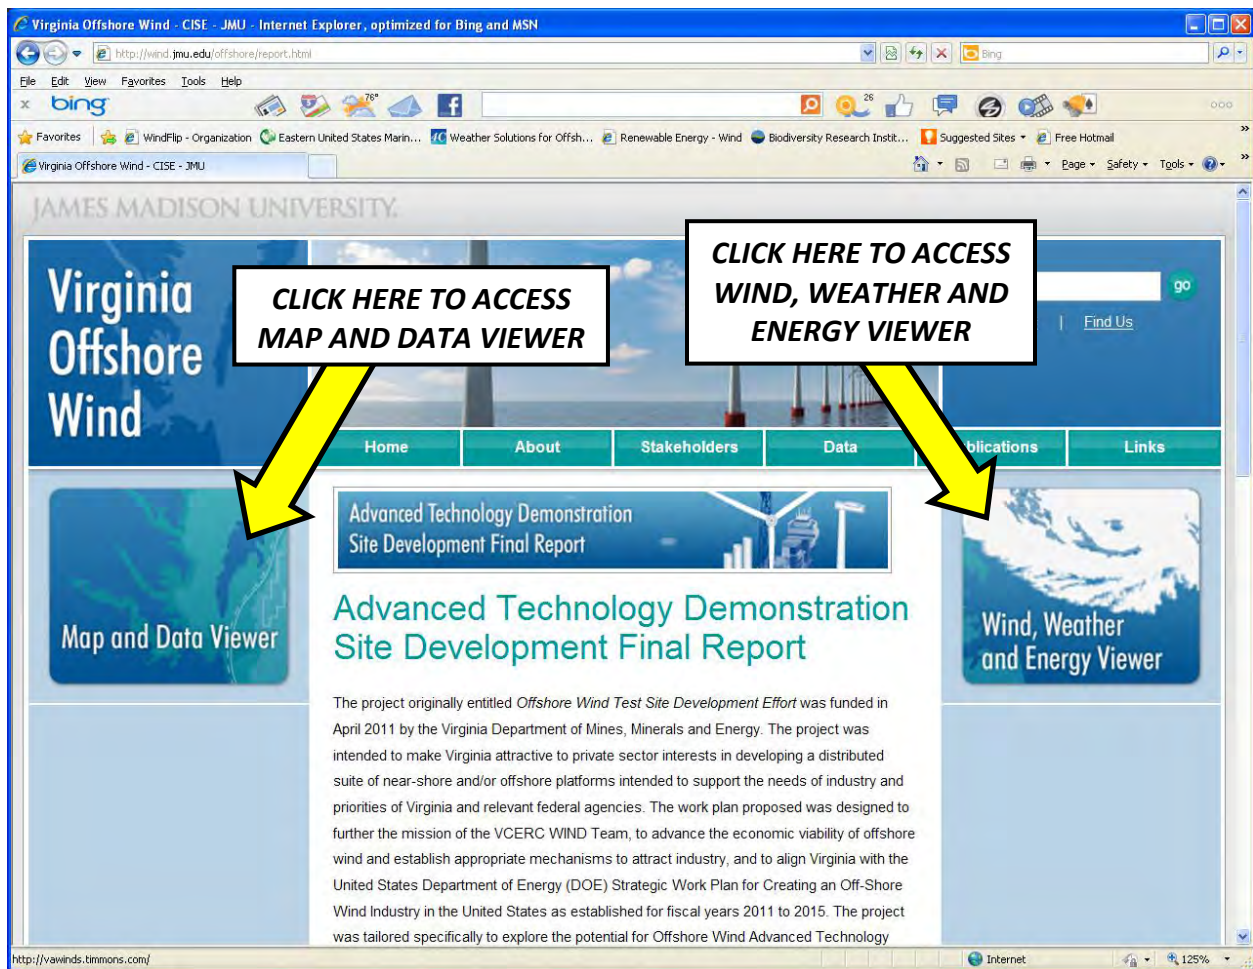 Virginia Offshore Wind - CISE - JMU - Internet Explorer, optimized for Bing and MSN
http://wind.jmu.edu/offshore/report.html
Bing
File Edit View Favorites Tools Help
x bing 76° 26
Favorites WindFlip - Organization Eastern United States Marin... Weather Solutions for Offsh... Renewable Energy - Wind Biodiversity Research Instit... Suggested Sites Free Hotmail
Virginia Offshore Wind - CISE - JMU
Page Safety Tools
JAMES MADISON UNIVERSITY.
Virginia
Offshore
Wind
CLICK HERE TO ACCESS
MAP AND DATA VIEWER
CLICK HERE TO ACCESS
WIND, WEATHER AND
ENERGY VIEWER
go
| Find Us
Home About Stakeholders Data blications Links
Map and Data Viewer
Advanced Technology Demonstration
Site Development Final Report
Wind, Weather
and Energy Viewer
Advanced Technology Demonstration
Site Development Final Report
The project originally entitled Offshore Wind Test Site Development Effort was funded in
April 2011 by the Virginia Department of Mines, Minerals and Energy. The project was
intended to make Virginia attractive to private sector interests in developing a distributed
suite of near-shore and/or offshore platforms intended to support the needs of industry and
priorities of Virginia and relevant federal agencies. The work plan proposed was designed to
further the mission of the VCERC WIND Team, to advance the economic viability of offshore
wind and establish appropriate mechanisms to attract industry, and to align Virginia with the
United States Department of Energy (DOE) Strategic Work Plan for Creating an Off-Shore
Wind Industry in the United States as established for fiscal years 2011 to 2015. The project
was tailored specifically to explore the potential for Offshore Wind Advanced Technology
http://vawinds.timmons.com/ Internet 125%